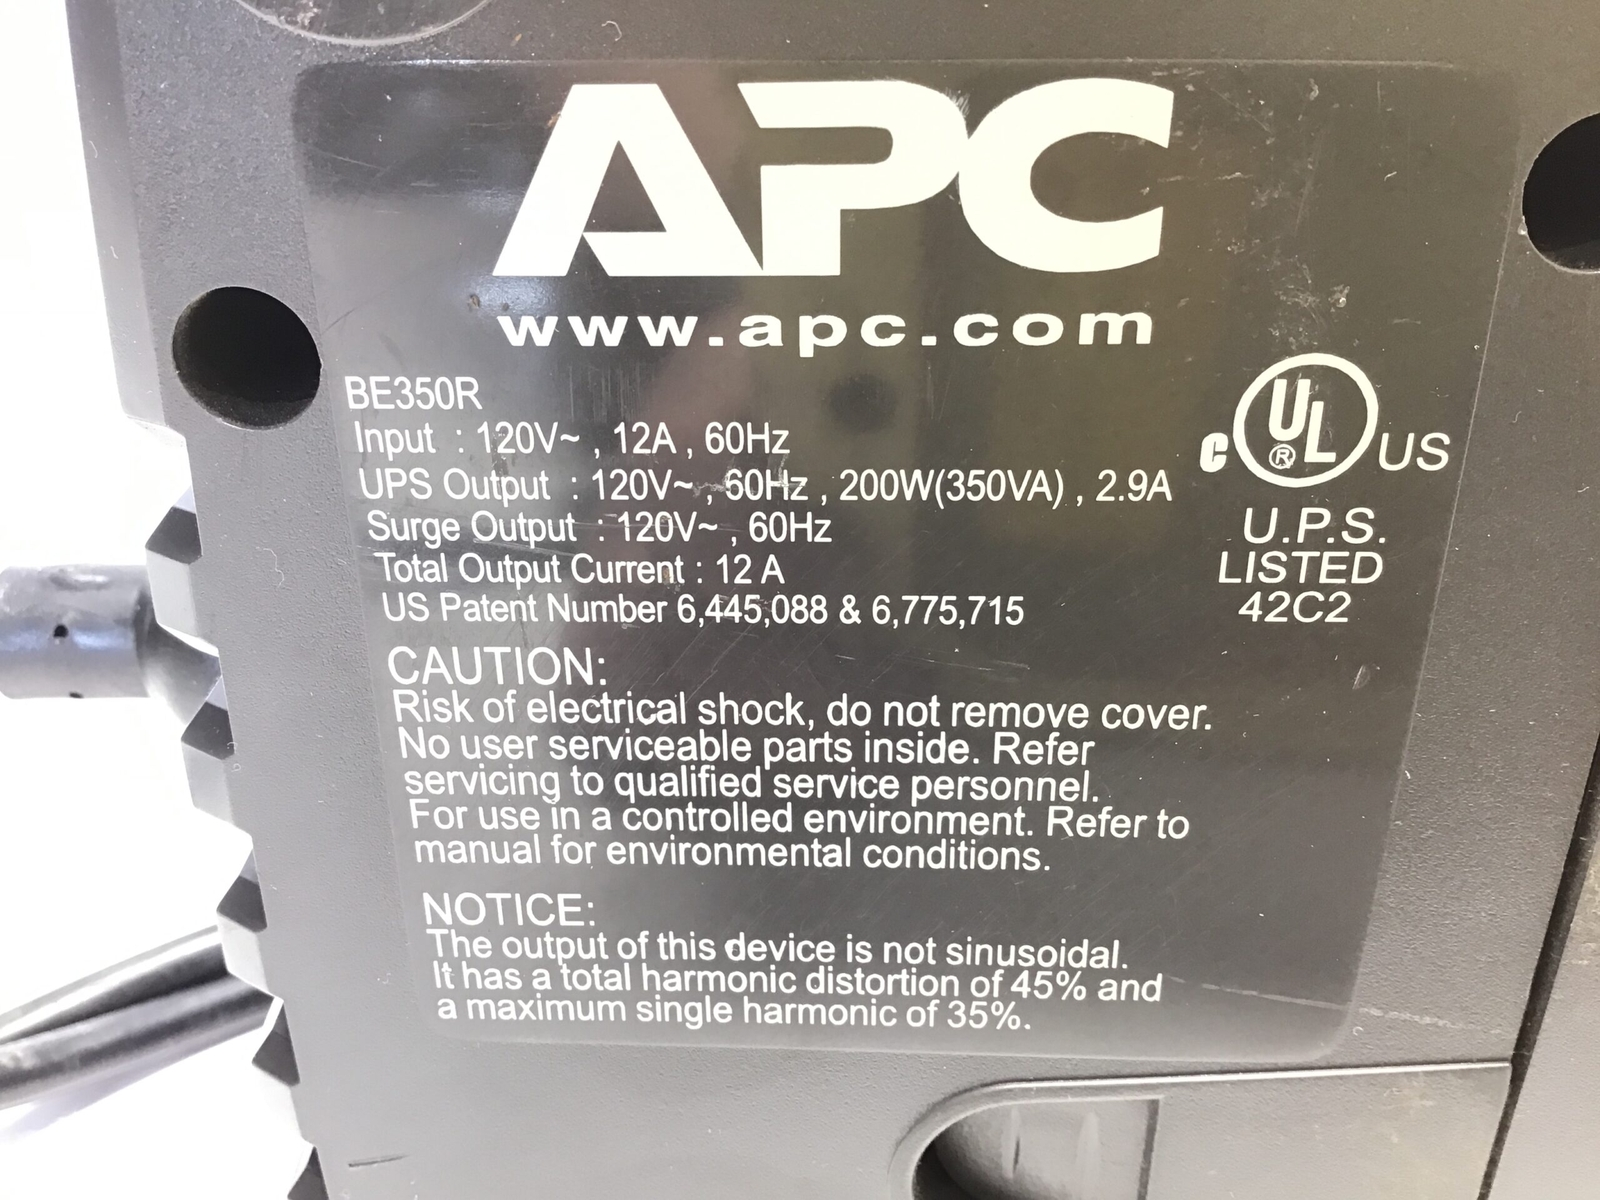 APC
www.apc.com
BE350R
Input : 120V~ , 12A , 60Hz
UPS Output : 120V~ , 60Hz , 200W(350VA) , 2.9A
Surge Output : 120V~ , 60Hz
Total Output Current : 12 A
US Patent Number 6,445,088 & 6,775,715
C UL ® US
U.P.S.
LISTED
42C2
CAUTION:
Risk of electrical shock, do not remove cover.
No user serviceable parts inside. Refer
servicing to qualified service personnel.
For use in a controlled environment. Refer to
manual for environmental conditions.
NOTICE:
The output of this device is not sinusoidal.
It has a total harmonic distortion of 45% and
a maximum single harmonic of 35%.